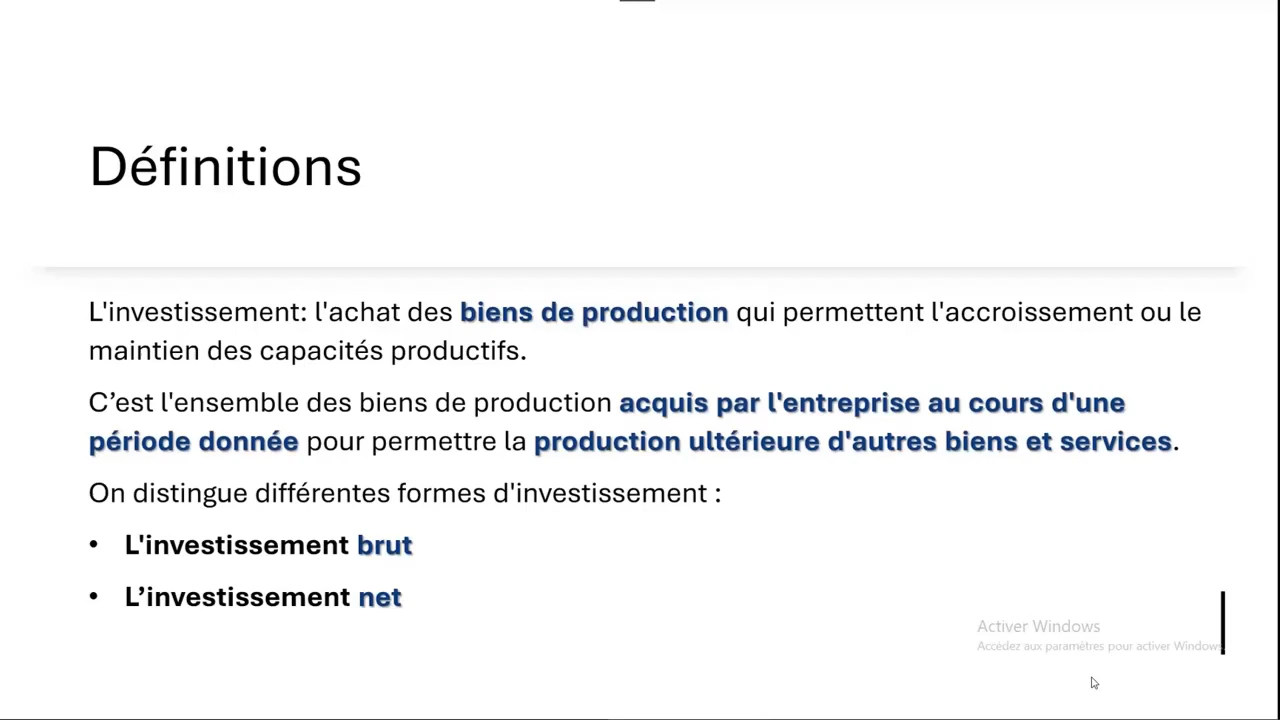 Définitions
L'investissement: l'achat des biens de production qui permettent l'accroissement ou le
maintien des capacités productifs.
C’est l'ensemble des biens de production acquis par l'entreprise au cours d'une
période donnée pour permettre la production ultérieure d'autres biens et services.
On distingue différentes formes d'investissement :
• L'investissement brut
• L’investissement net
Activer Windows
Accédez aux paramètres pour activer Windows.